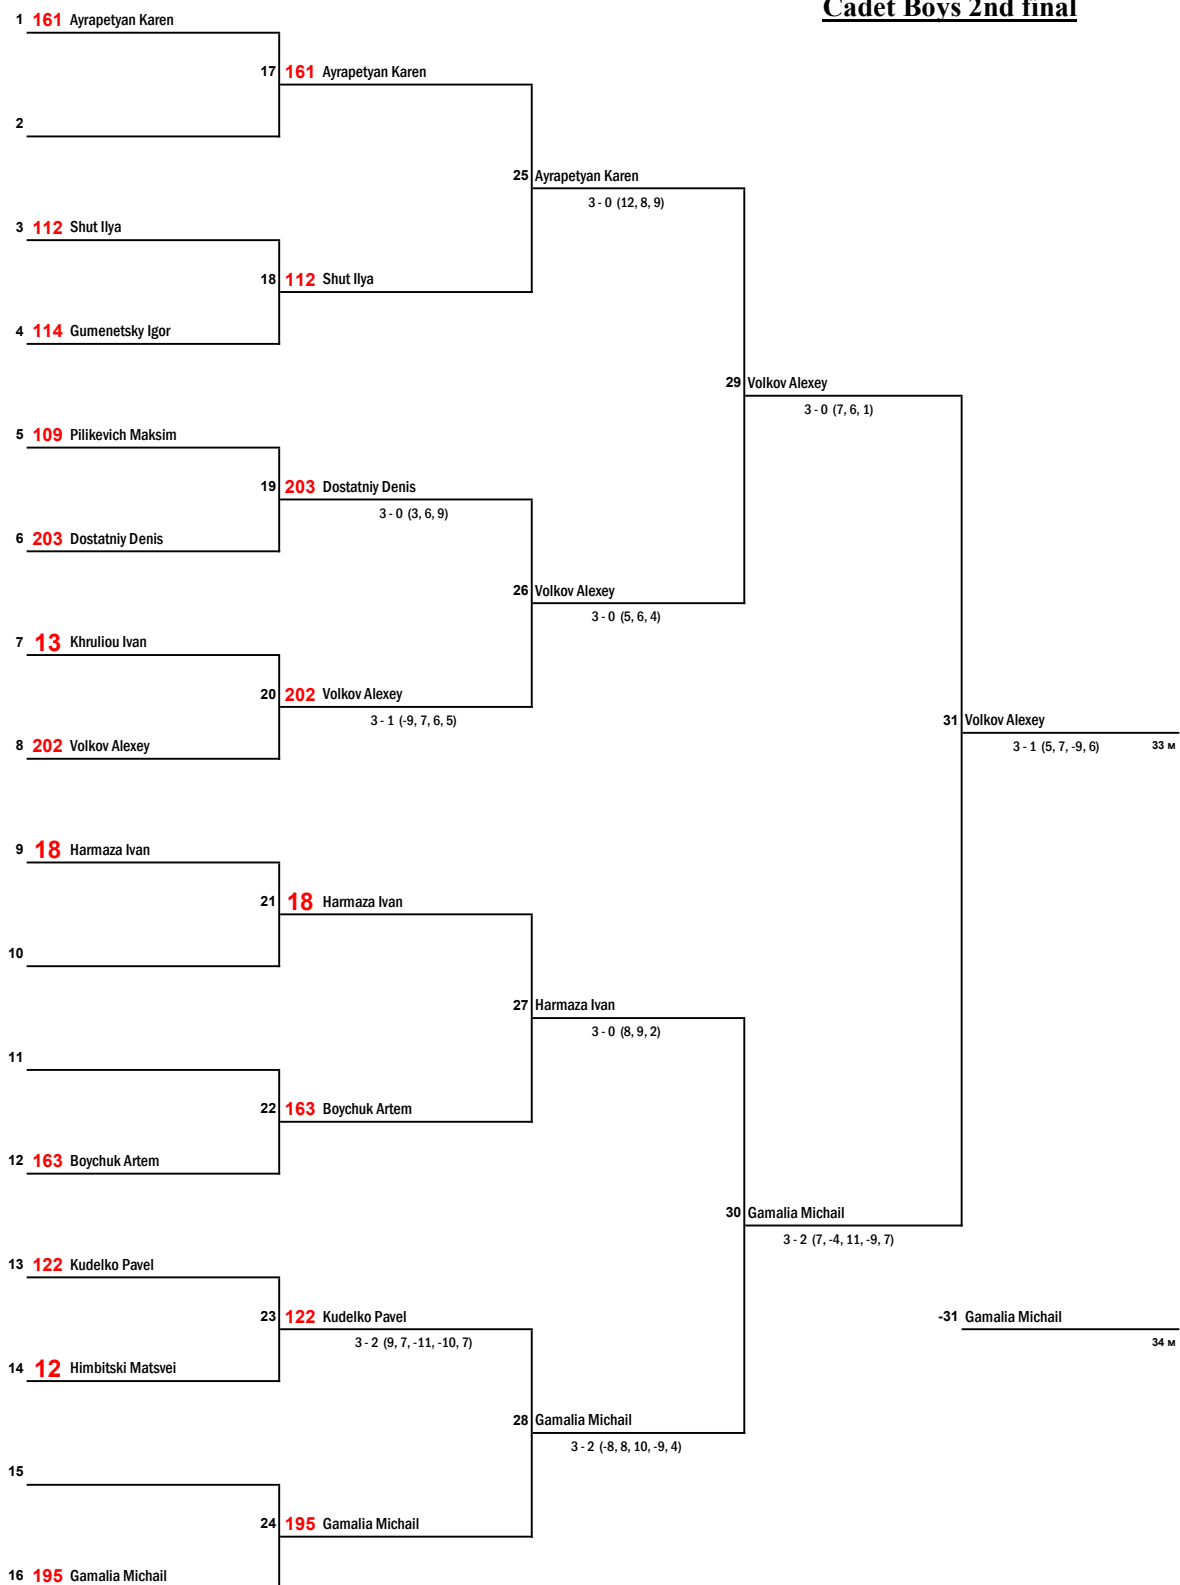 Cadet Boys 2nd final
1 161 Ayrapetyan Karen
17 161 Ayrapetyan Karen
2
25 Ayrapetyan Karen
3 - 0 (12, 8, 9)
3 112 Shut Ilya
18 112 Shut Ilya
4 114 Gumenetsky Igor
29 Volkov Alexey
3 - 0 (7, 6, 1)
5 109 Pilikevich Maksim
19 203 Dostatniy Denis
3 - 0 (3, 6, 9)
6 203 Dostatniy Denis
26 Volkov Alexey
3 - 0 (5, 6, 4)
7 13 Khruliou Ivan
20 202 Volkov Alexey
3 - 1 (-9, 7, 6, 5)
8 202 Volkov Alexey
31 Volkov Alexey
3 - 1 (5, 7, -9, 6) 33 м
9 18 Harmaza Ivan
21 18 Harmaza Ivan
10
27 Harmaza Ivan
3 - 0 (8, 9, 2)
11
22 163 Boychuk Artem
12 163 Boychuk Artem
30 Gamalia Michail
3 - 2 (7, -4, 11, -9, 7)
13 122 Kudelko Pavel
23 122 Kudelko Pavel
3 - 2 (9, 7, -11, -10, 7)
-31 Gamalia Michail
34 м
14 12 Himbitski Matsvei
28 Gamalia Michail
3 - 2 (-8, 8, 10, -9, 4)
15
24 195 Gamalia Michail
16 195 Gamalia Michail